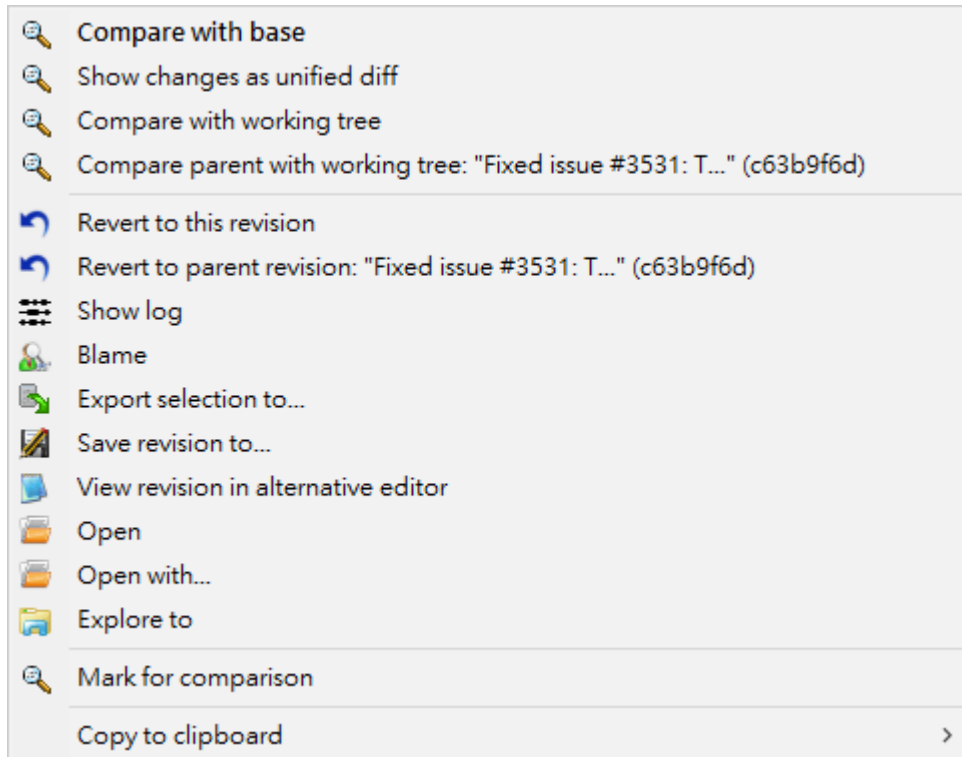 Compare with base
Show changes as unified diff
Compare with working tree
Compare parent with working tree: "Fixed issue #3531: T..." (c63b9f6d)
Revert to this revision
Revert to parent revision: "Fixed issue #3531: T..." (c63b9f6d)
Show log
Blame
Export selection to...
Save revision to...
View revision in alternative editor
Open
Open with...
Explore to
Mark for comparison
Copy to clipboard